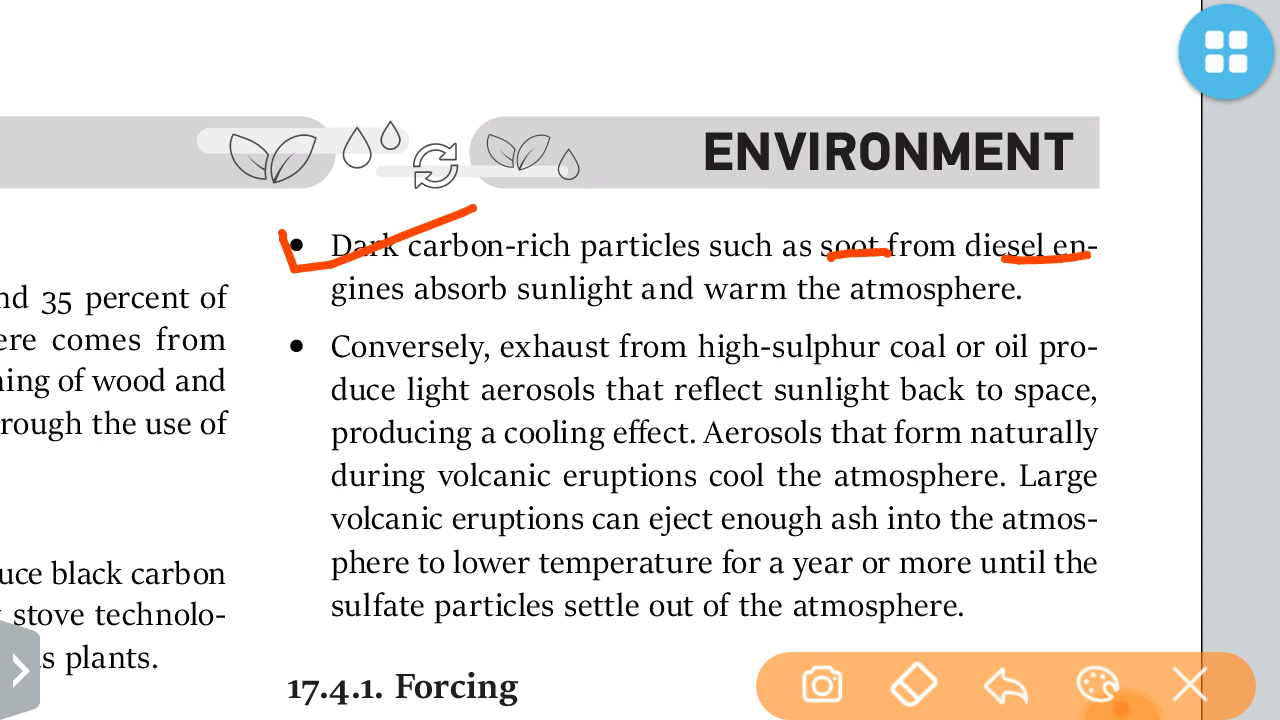 ENVIRONMENT
nd 35 percent of
ere comes from
ing of wood and
rough the use of
uce black carbon
stove technolo-
s plants.
• Dark carbon-rich particles such as soot from diesel en-
gines absorb sunlight and warm the atmosphere.
• Conversely, exhaust from high-sulphur coal or oil pro-
duce light aerosols that reflect sunlight back to space,
producing a cooling effect. Aerosols that form naturally
during volcanic eruptions cool the atmosphere. Large
volcanic eruptions can eject enough ash into the atmos-
phere to lower temperature for a year or more until the
sulfate particles settle out of the atmosphere.
17.4.1. Forcing